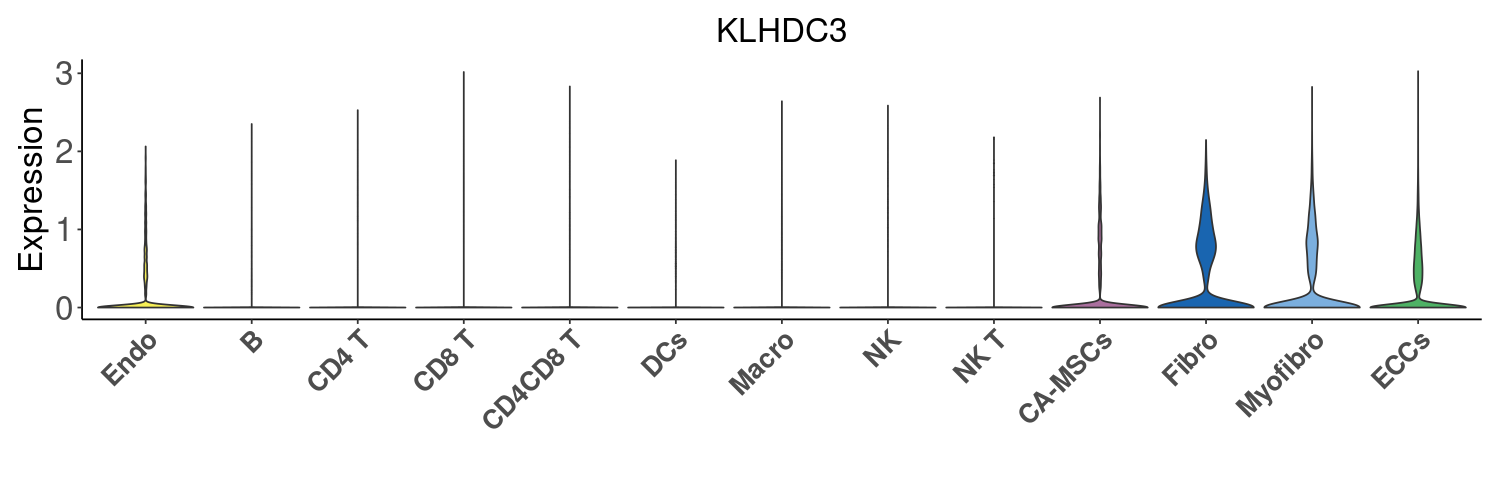 KLHDC3
Expression
3
2
1
0
Endo
B
CD4 T
CD8 T
CD4CD8 T
DCs
Macro
NK
NK T
CA-MSCs
Fibro
Myofibro
ECCs